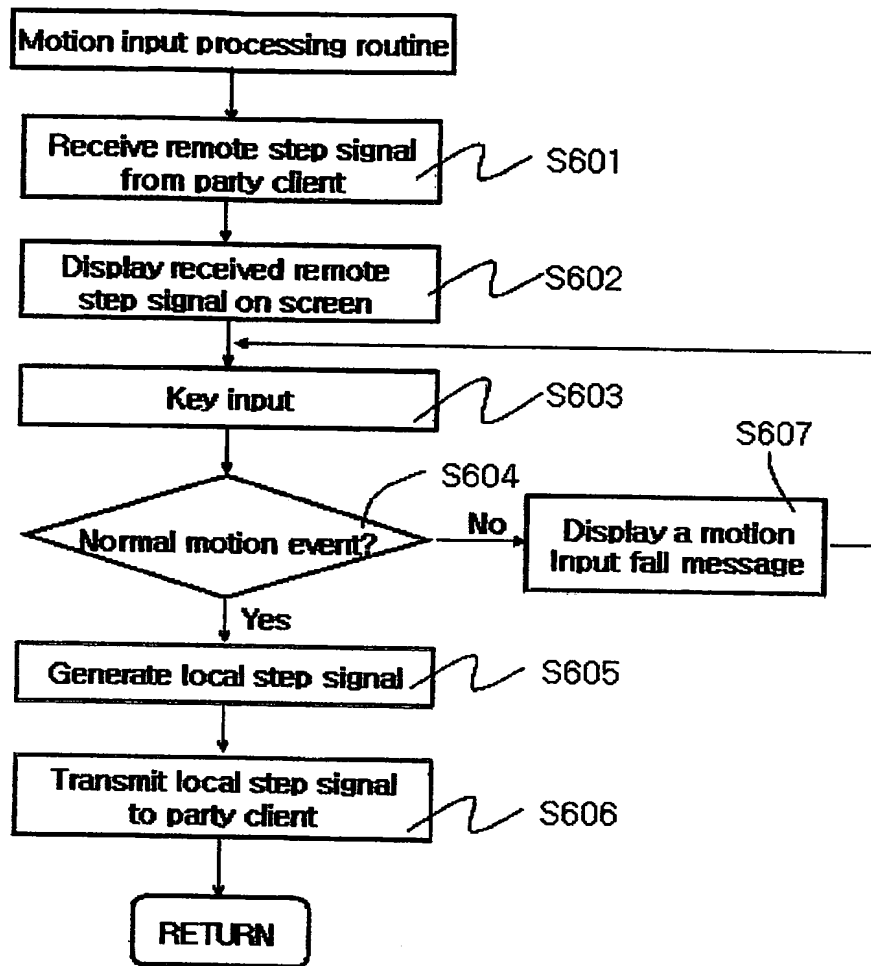 Motion input processing routine
Receive remote step signal
from party client
S601
Display received remote
step signal on screen
S602
Key input
S603
S604
Normal motion event?
No
S607
Display a motion
Input fail message
Yes
Generate local step signal
S605
Transmit local step signal
to party client
S606
RETURN